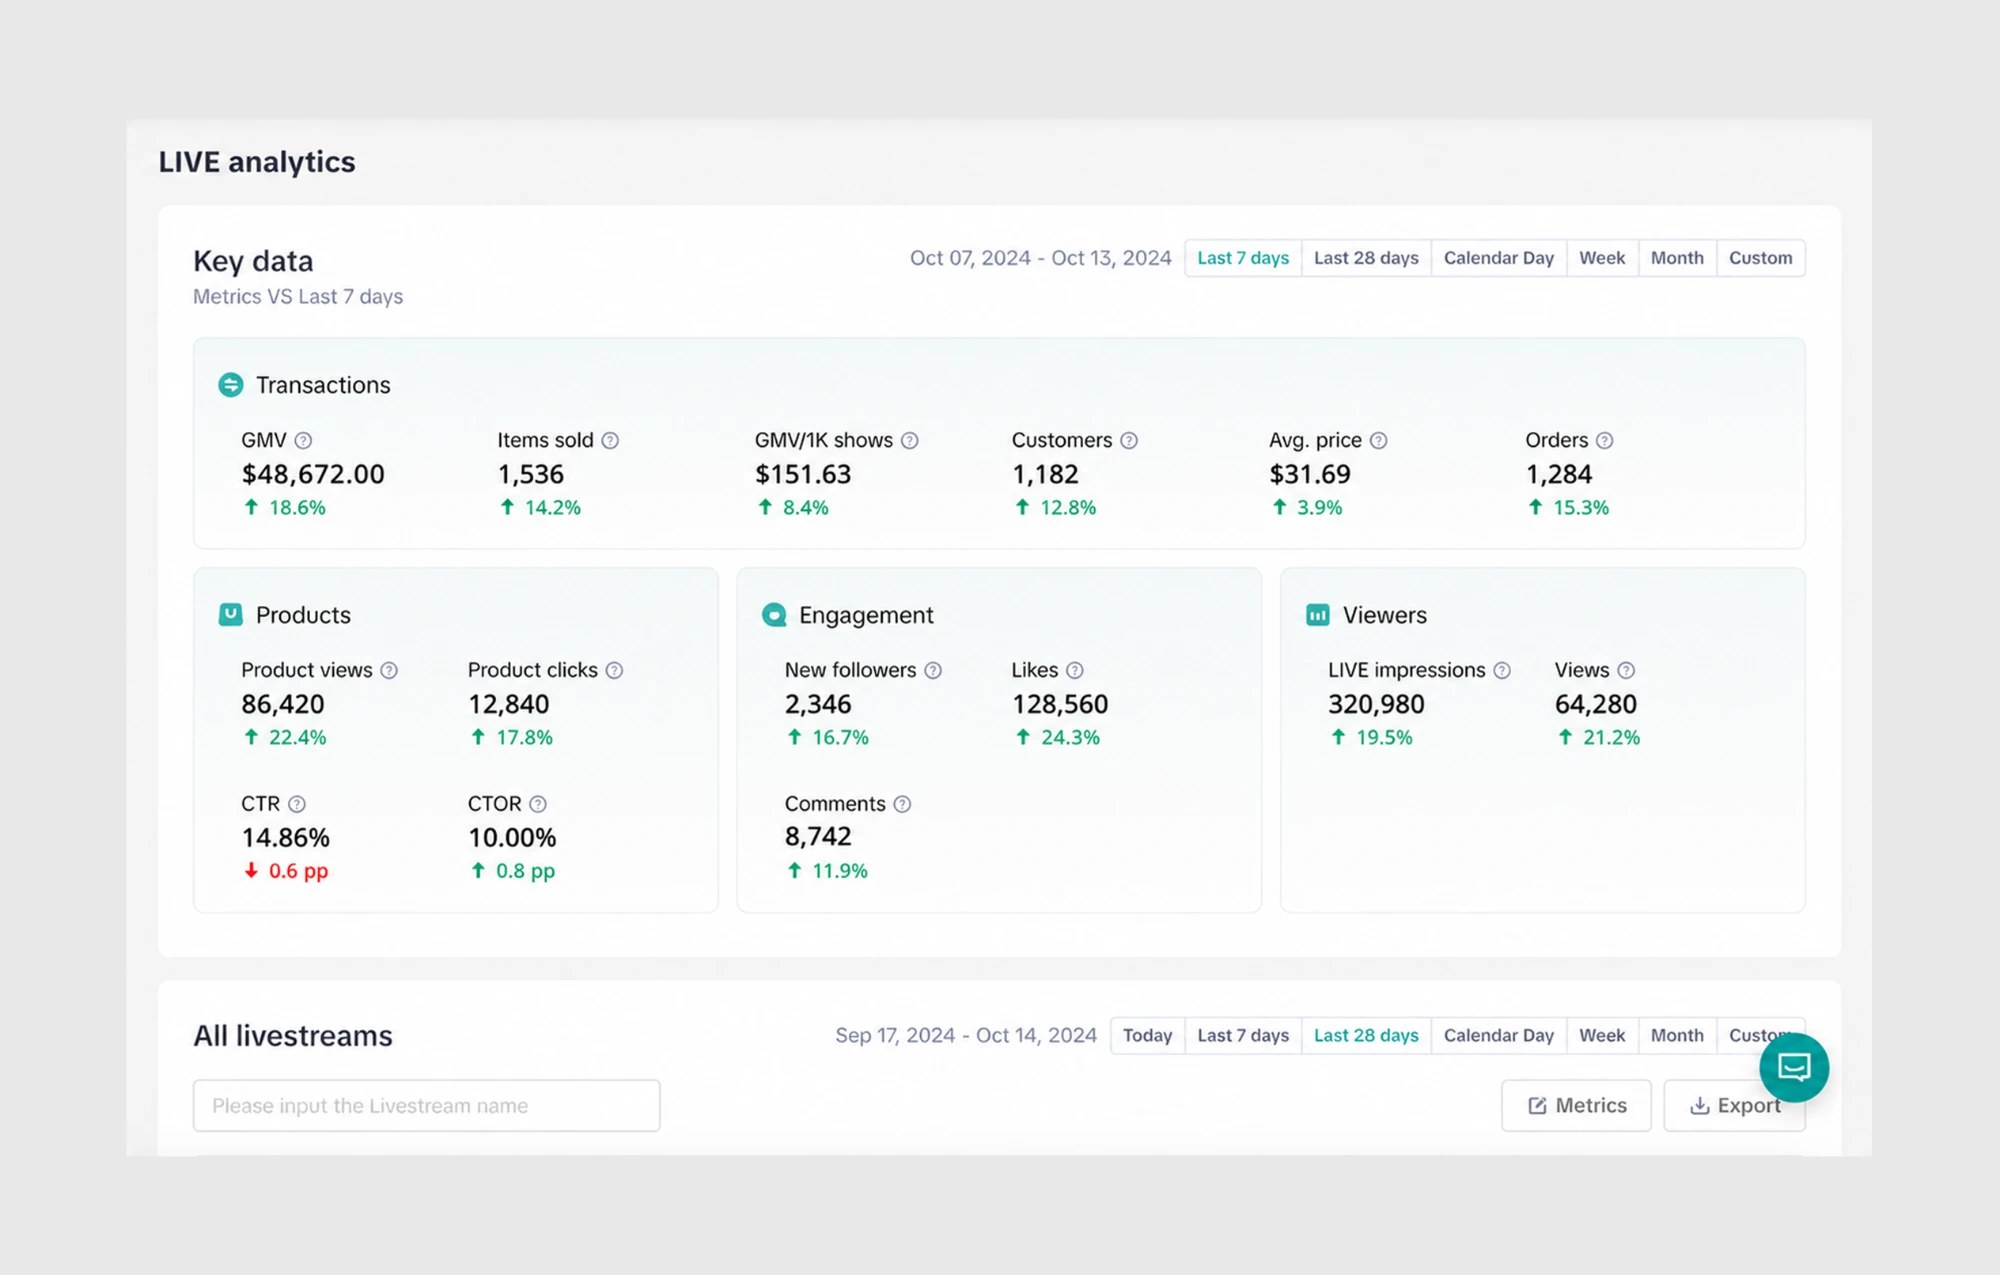 LIVE analytics
Key data
Oct 07, 2024 - Oct 13, 2024 Last 7 days Last 28 days Calendar Day Week Month Custom
Metrics VS Last 7 days
Transactions
GMV Items sold GMV/1K shows Customers Avg. price Orders
$48,672.00 1,536 $151.63 1,182 $31.69 1,284
↑ 18.6% ↑ 14.2% ↑ 8.4% ↑ 12.8% ↑ 3.9% ↑ 15.3%
Products
Product views Product clicks
86,420 12,840
↑ 22.4% ↑ 17.8%
CTR CTOR
14.86% 10.00%
↓ 0.6 pp ↑ 0.8 pp
Engagement
New followers Likes
2,346 128,560
↑ 16.7% ↑ 24.3%
Comments
8,742
↑ 11.9%
Viewers
LIVE impressions Views
320,980 64,280
↑ 19.5% ↑ 21.2%
All livestreams
Sep 17, 2024 - Oct 14, 2024 Today Last 7 days Last 28 days Calendar Day Week Month Custom
Please input the Livestream name
Metrics Export